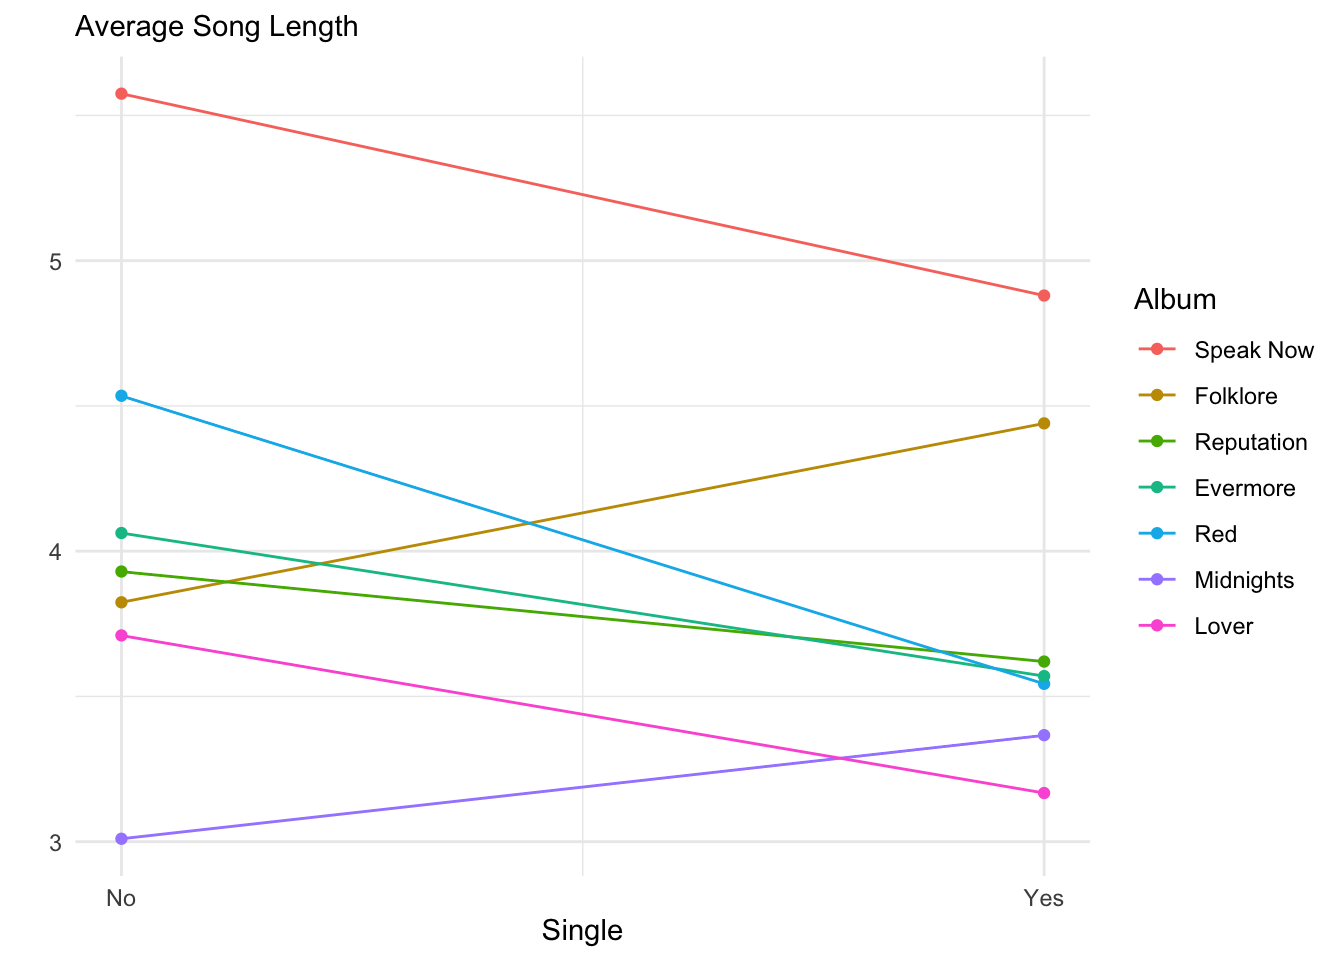 Average Song Length
5
4
3
No
Yes
Single
Album
Speak Now
Folklore
Reputation
Evermore
Red
Midnights
Lover